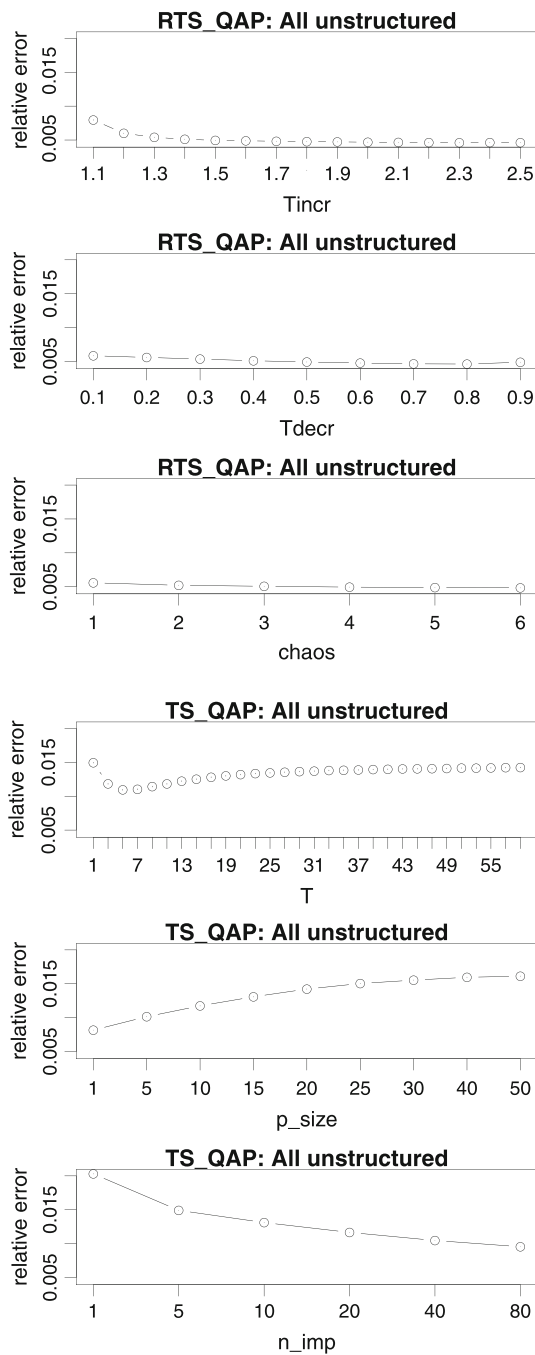 RTS_QAP: All unstructured
relative error
0.005 0.015
1.1 1.3 1.5 1.7 1.9 2.1 2.3 2.5
Tincr
RTS_QAP: All unstructured
relative error
0.005 0.015
0.1 0.2 0.3 0.4 0.5 0.6 0.7 0.8 0.9
Tdecr
RTS_QAP: All unstructured
relative error
0.005 0.015
1 2 3 4 5 6
chaos
TS_QAP: All unstructured
relative error
0.005 0.015
1 7 13 19 25 31 37 43 49 55
T
TS_QAP: All unstructured
relative error
0.005 0.015
1 5 10 15 20 25 30 40 50
p_size
TS_QAP: All unstructured
relative error
0.005 0.015
1 5 10 20 40 80
n_imp